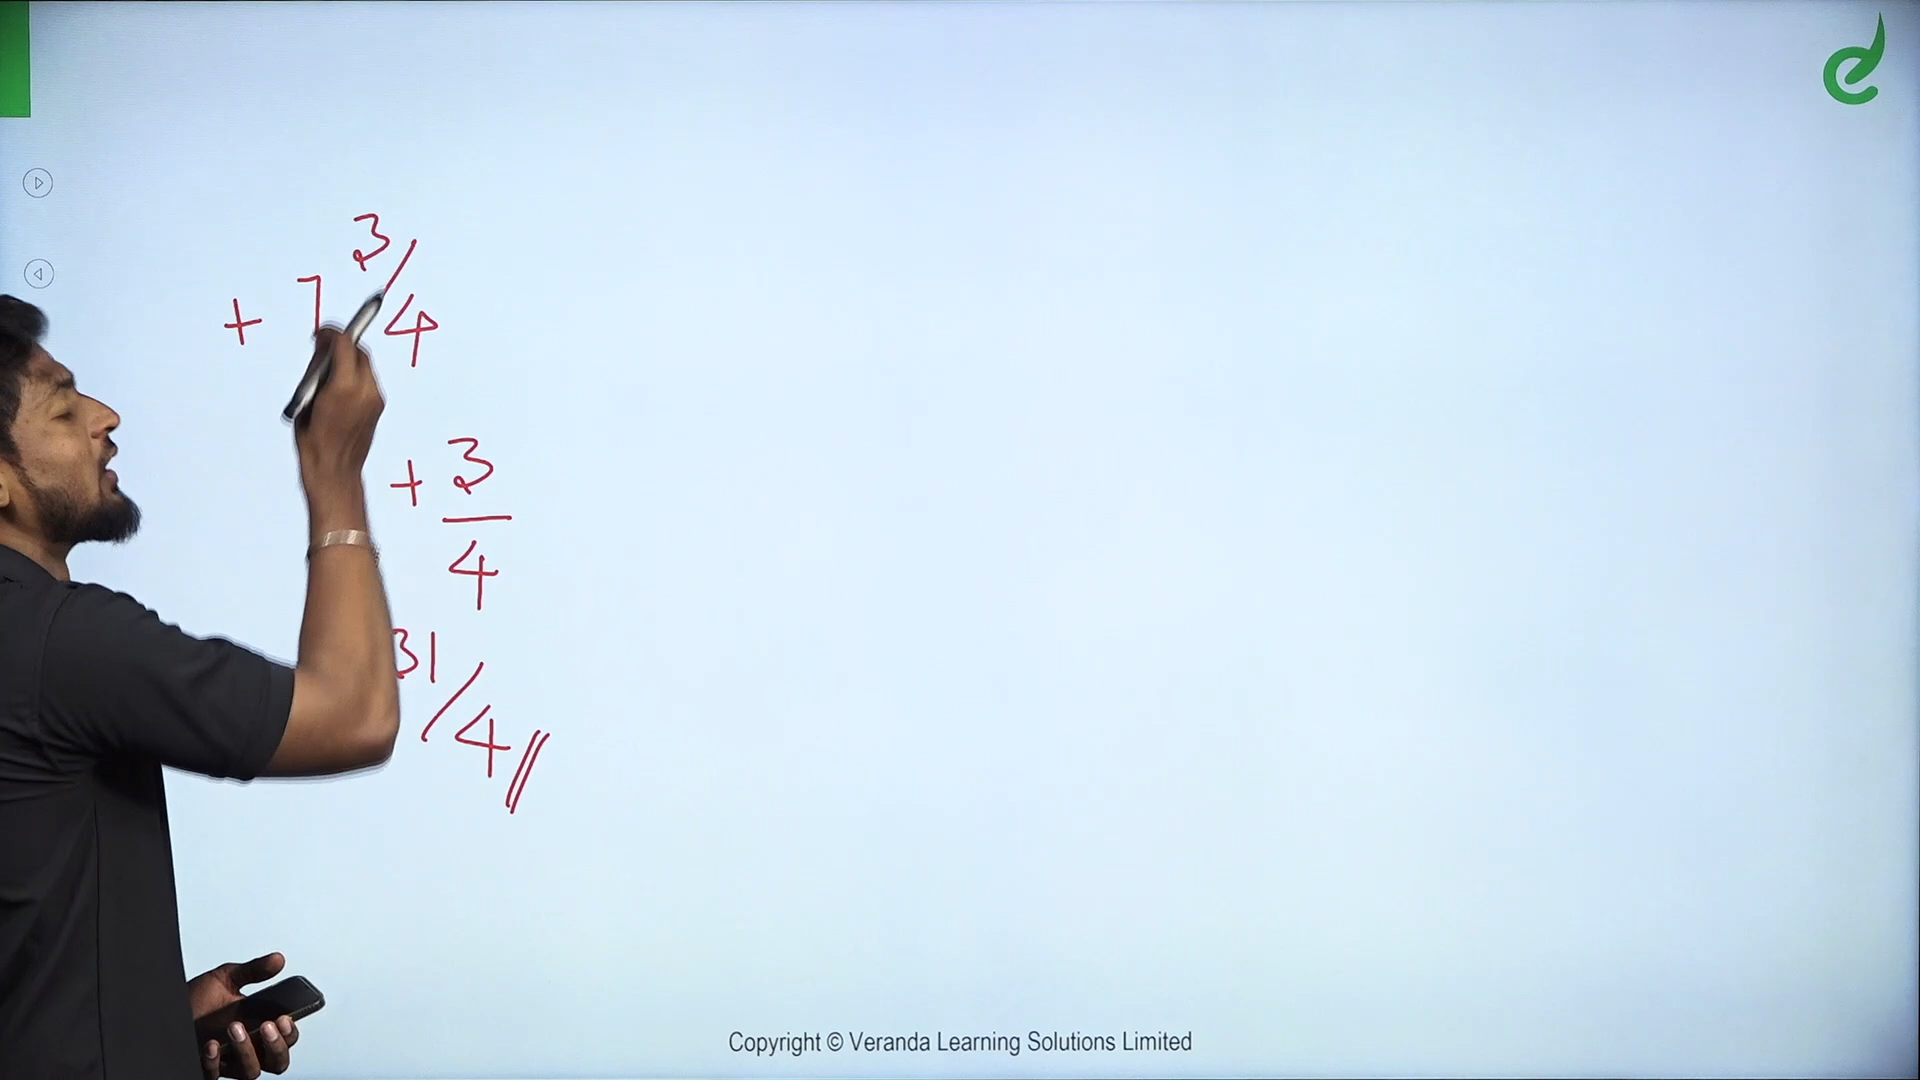 + 7 3/4
+ 3/4
31/4//
Copyright © Veranda Learning Solutions Limited